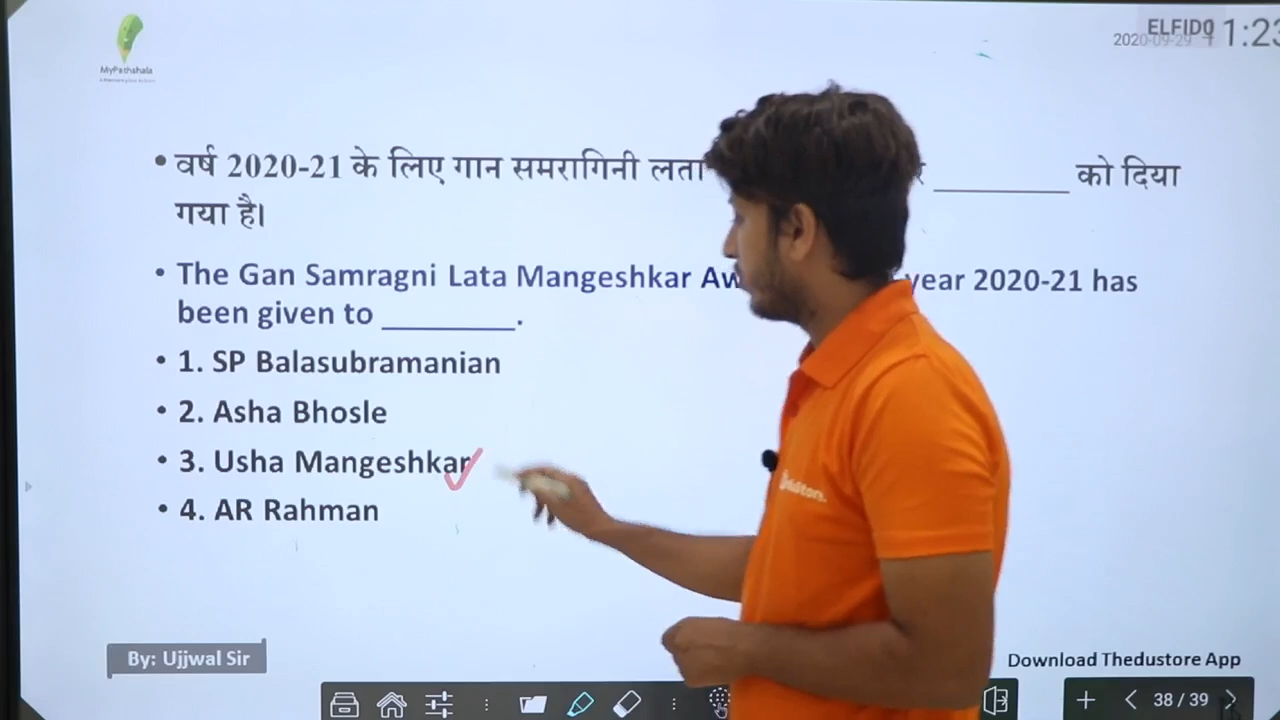 MyPathshala
ELFIDO
2020-09-29
1:23
• वर्ष 2020-21 के लिए गान समरागिनी लता र ________ को दिया
गया है।
• The Gan Samragni Lata Mangeshkar Aw year 2020-21 has
been given to ________.
• 1. SP Balasubramanian
• 2. Asha Bhosle
• 3. Usha Mangeshkar
• 4. AR Rahman
By: Ujjwal Sir
Download Thedustore App
38 / 39